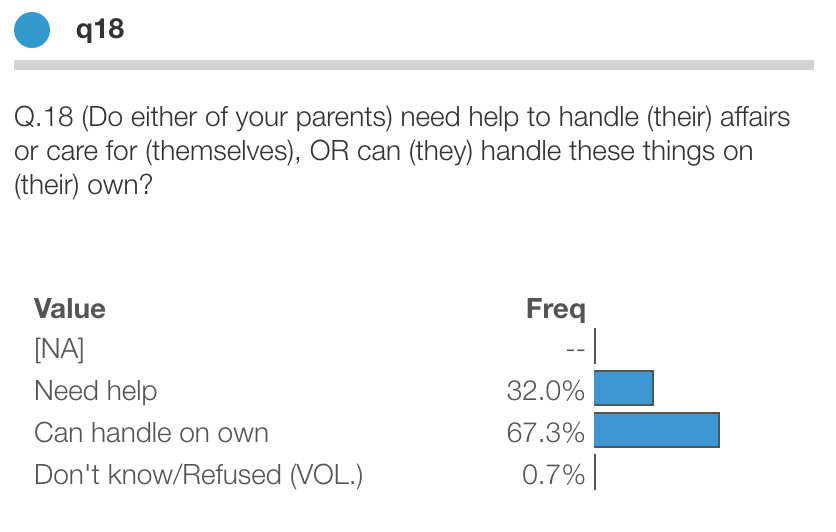 q18
Q.18 (Do either of your parents) need help to handle (their) affairs
or care for (themselves), OR can (they) handle these things on
(their) own?
Value Freq
[NA] --
Need help 32.0%
Can handle on own 67.3%
Don't know/Refused (VOL.) 0.7%